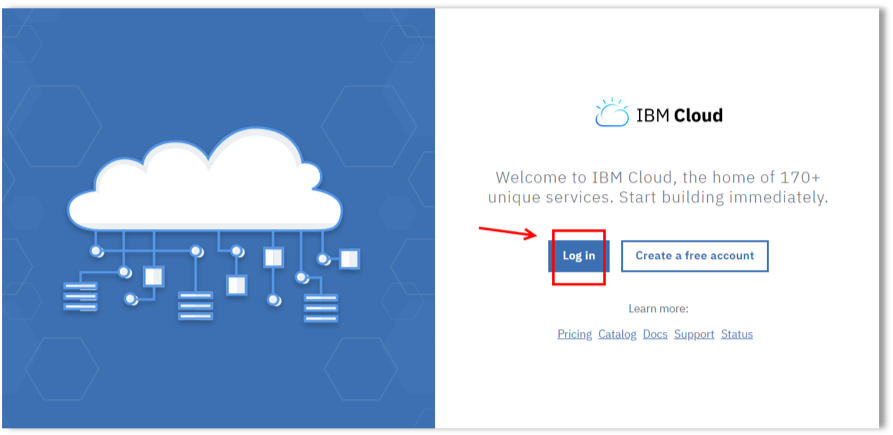 IBM Cloud
Welcome to IBM Cloud, the home of 170+
unique services. Start building immediately.
Log in Create a free account
Learn more:
Pricing Catalog Docs Support Status